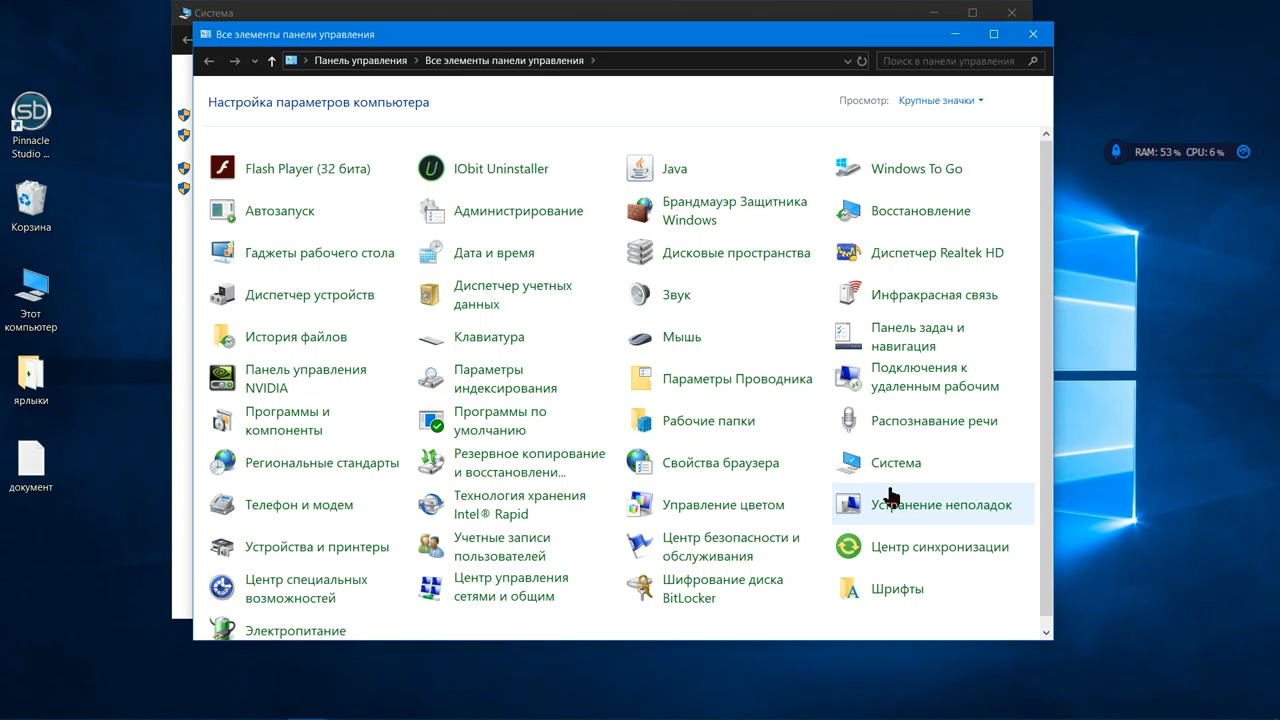 Система
Все элементы панели управления
Панель управления
Все элементы панели управления
Поиск в панели управления
Настройка параметров компьютера
Просмотр:
Крупные значки
Flash Player (32 бита)
IObit Uninstaller
Java
Windows To Go
Автозапуск
Администрирование
Брандмауэр Защитника
Windows
Восстановление
Гаджеты рабочего стола
Дата и время
Дисковые пространства
Диспетчер Realtek HD
Диспетчер устройств
Диспетчер учетных
данных
Звук
Инфракрасная связь
История файлов
Клавиатура
Мышь
Панель задач и
навигация
Панель управления
NVIDIA
Параметры
индексирования
Параметры Проводника
Подключения к
удаленным рабочим
Программы и
компоненты
Программы по
умолчанию
Рабочие папки
Распознавание речи
Региональные стандарты
Резервное копирование
и восстановлени...
Свойства браузера
Система
Телефон и модем
Технология хранения
Intel® Rapid
Управление цветом
Устранение неполадок
Устройства и принтеры
Учетные записи
пользователей
Центр безопасности и
обслуживания
Центр синхронизации
Центр специальных
возможностей
Центр управления
сетями и общим
Шифрование диска
BitLocker
Шрифты
Электропитание
sb
Pinnacle
Studio ...
Корзина
Этот
компьютер
ярлыки
документ
RAM: 53% CPU: 6%